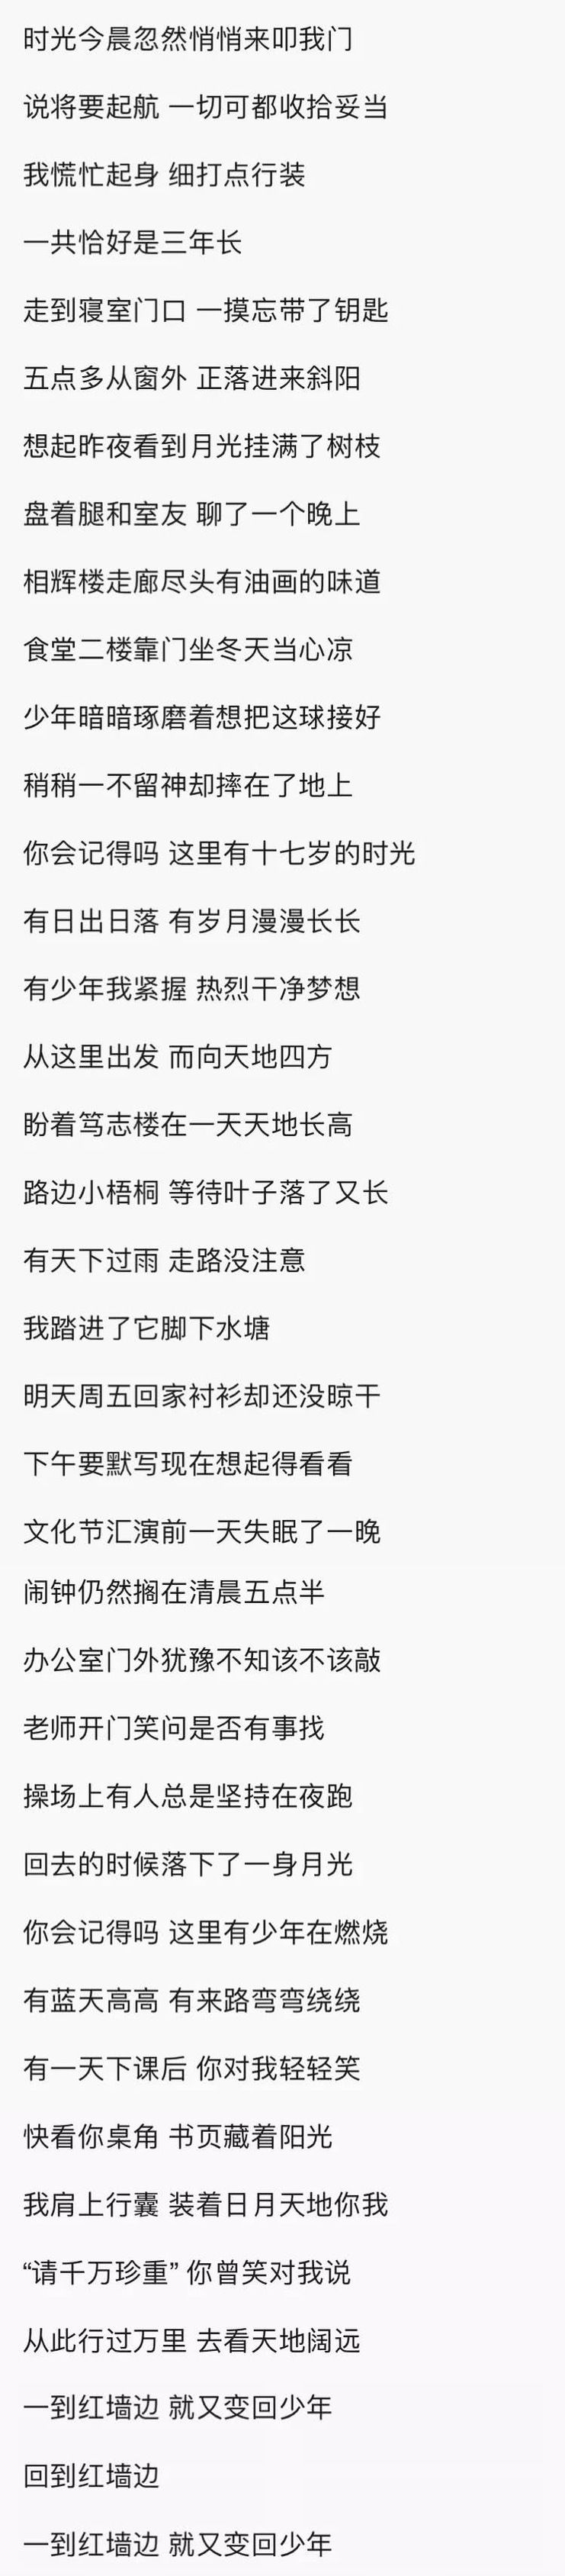 时光今晨忽然悄悄来叩我门
说将要起航 一切可都收拾妥当
我慌忙起身 细打点行装
一共恰好是三年长
走到寝室门口 一摸忘带了钥匙
五点多从窗外 正落进来斜阳
想起昨夜看到月光挂满了树枝
盘着腿和室友 聊了一个晚上
相辉楼走廊尽头有油画的味道
食堂二楼靠门坐冬天当心凉
少年暗暗琢磨着想把这球接好
稍稍一不留神却摔在了地上
你会记得吗 这里有十七岁的时光
有日出日落 有岁月漫漫长长
有少年我紧握 热烈干净梦想
从这里出发 而向天地四方
盼着笃志楼在一天天地长高
路边小梧桐 等待叶子落了又长
有天下过雨 走路没注意
我踏进了它脚下水塘
明天周五回家衬衫却还没晾干
下午要默写现在想起得看看
文化节汇演前一天失眠了一晚
闹钟仍然搁在清晨五点半
办公室门外犹豫不知该不该敲
老师开门笑问是否有事找
操场上有人总是坚持在夜跑
回去的时候落下了一身月光
你会记得吗 这里有少年在燃烧
有蓝天高高 有来路弯弯绕绕
有一天下课后 你对我轻轻笑
快看你桌角 书页藏着阳光
我肩上行囊 装着日月天地你我
“请千万珍重” 你曾笑对我说
从此行过万里 去看天地阔远
一到红墙边 就又变回少年
回到红墙边
一到红墙边 就又变回少年